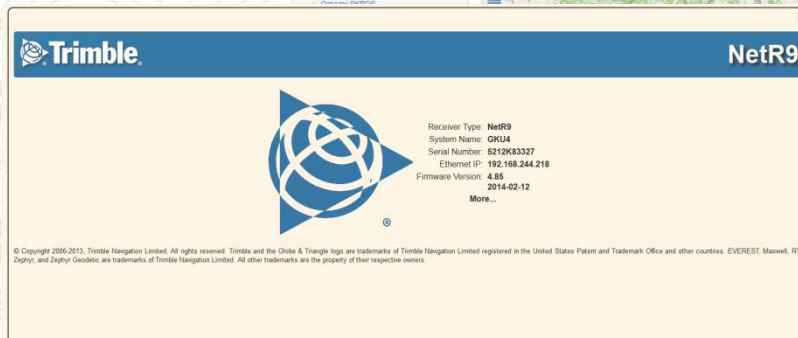 Trimble.
NetR9
Receiver Type: NetR9
System Name: GKU4
Serial Number: 5212K83327
Ethernet IP: 192.168.244.218
Firmware Version: 4.85
2014-02-12
More...
®
© Copyright 2006-2013, Trimble Navigation Limited. All rights reserved. Trimble and the Globe & Triangle logo are trademarks of Trimble Navigation Limited registered in the United States Patent and Trademark Office and other countries. EVEREST, Maxwell, RT
Zephyr, and Zephyr Geodetic are trademarks of Trimble Navigation Limited. All other trademarks are the property of their respective owners.